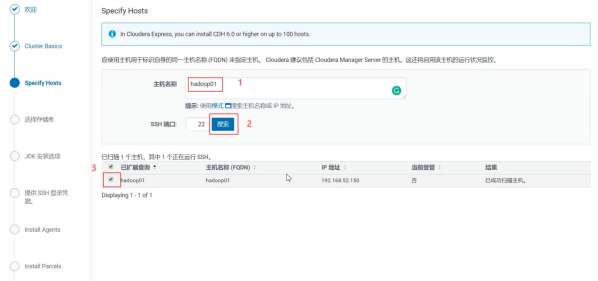 欢迎
Cluster Basics
Specify Hosts
选择存储库
JDK 安装选项
提供 SSH 登录凭
据。
Install Agents
Install Parcels
Specify Hosts
In Cloudera Express, you can install CDH 6.0 or higher on up to 100 hosts.
应使用主机用于标识自身的同一主机名称 (FQDN) 来指定主机。 Cloudera 建议包括 Cloudera Manager Server 的主机。这还将启用该主机的运行状况监控。
主机名称 hadoop01 1
提示: 使用模式 搜索主机名称或 IP 地址。
SSH 端口: 22 搜索 2
已扫描 1 个主机，其中 1 个正在运行 SSH。
3 已扩展查询 主机名称 (FQDN) IP 地址 当前受管 结果
hadoop01 hadoop01 192.168.52.150 否 已成功扫描主机。
Displaying 1 - 1 of 1